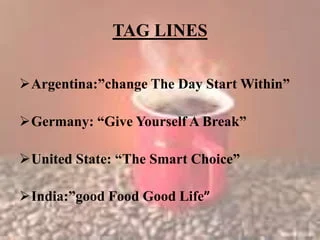 TAG LINES
➢Argentina:”change The Day Start Within”
➢Germany: “Give Yourself A Break”
➢United State: “The Smart Choice”
➢India:”good Food Good Life”